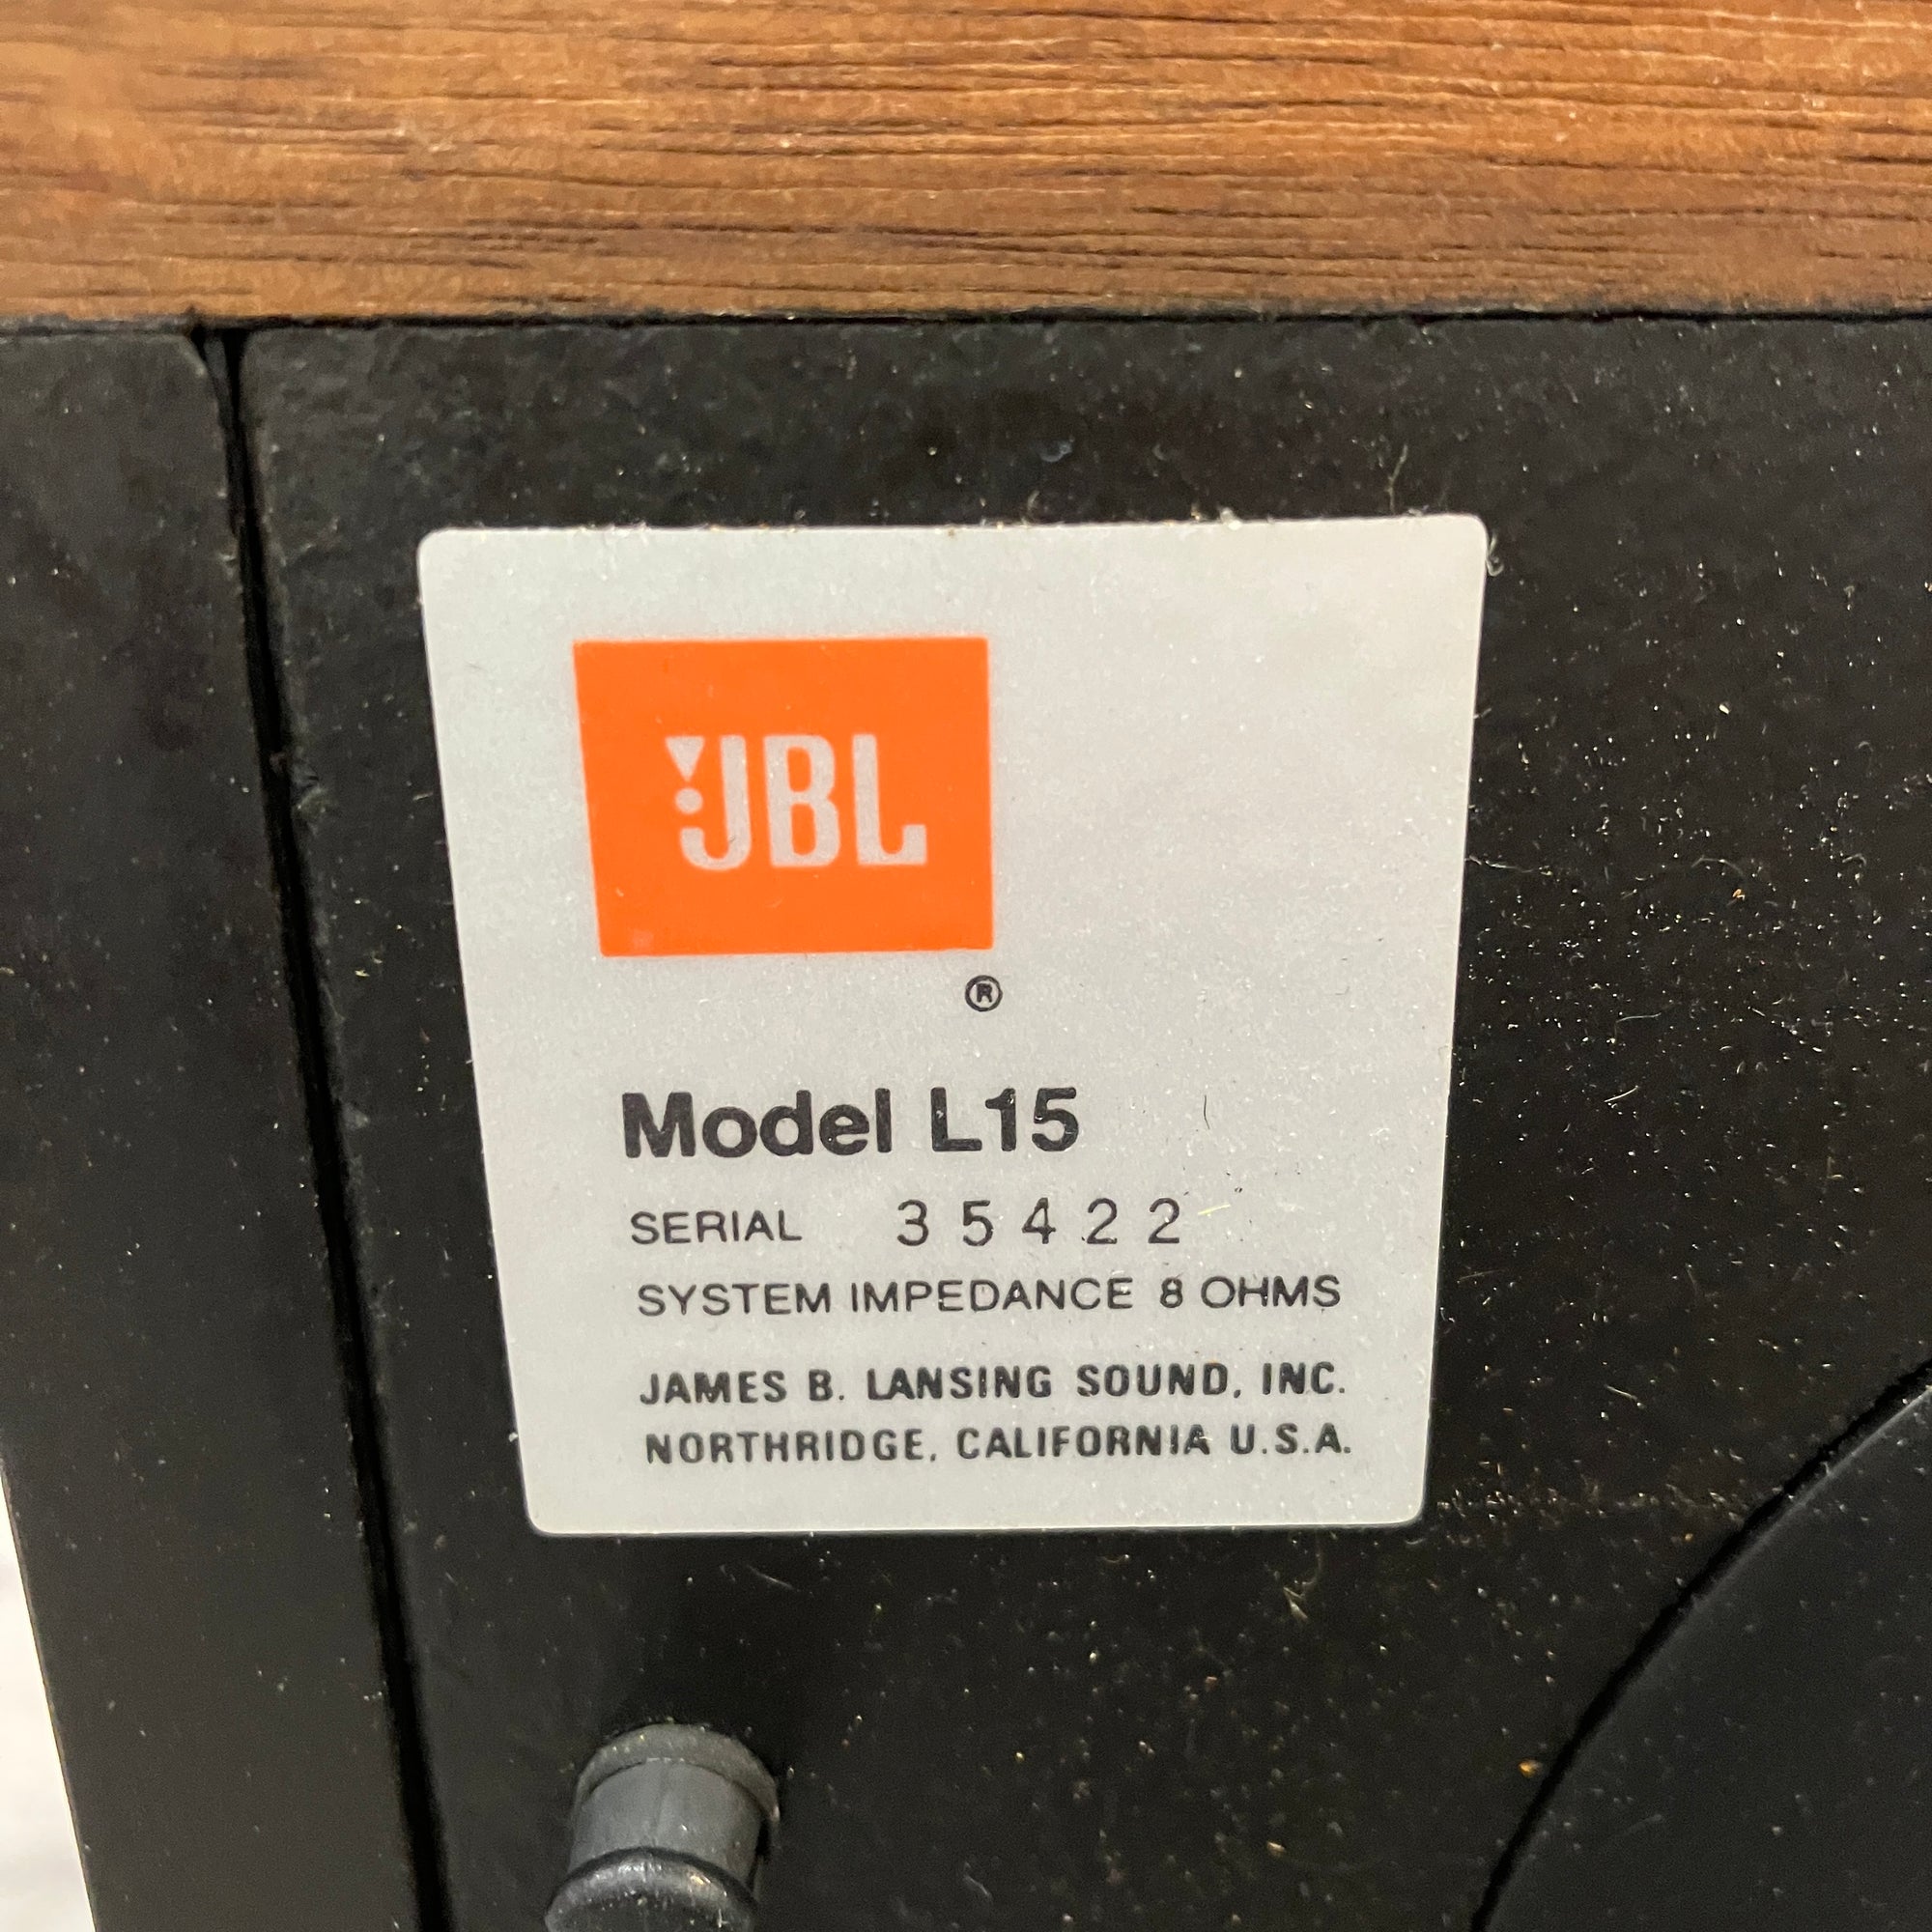 JBL
®
Model L15
SERIAL 35422
SYSTEM IMPEDANCE 8 OHMS
JAMES B. LANSING SOUND, INC.
NORTHRIDGE, CALIFORNIA U.S.A.